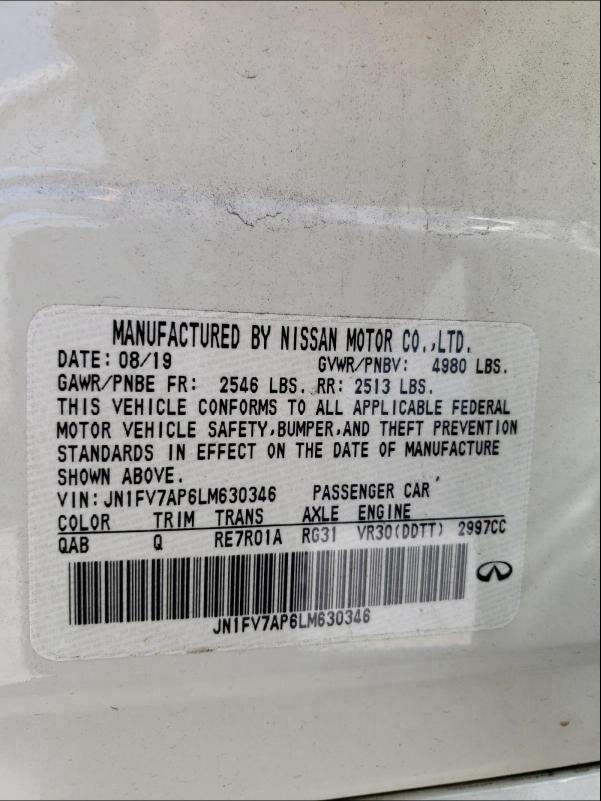 MANUFACTURED BY NISSAN MOTOR CO.,LTD.
DATE: 08/19 GVWR/PNBV: 4980 LBS.
GAWR/PNBE FR: 2546 LBS. RR: 2513 LBS.
THIS VEHICLE CONFORMS TO ALL APPLICABLE FEDERAL
MOTOR VEHICLE SAFETY,BUMPER,AND THEFT PREVENTION
STANDARDS IN EFFECT ON THE DATE OF MANUFACTURE
SHOWN ABOVE.
VIN: JN1FV7AP6LM630346 PASSENGER CAR
COLOR TRIM TRANS AXLE ENGINE
QAB Q RE7R01A RG31 VR30(DDTT) 2997CC
JN1FV7AP6LM630346